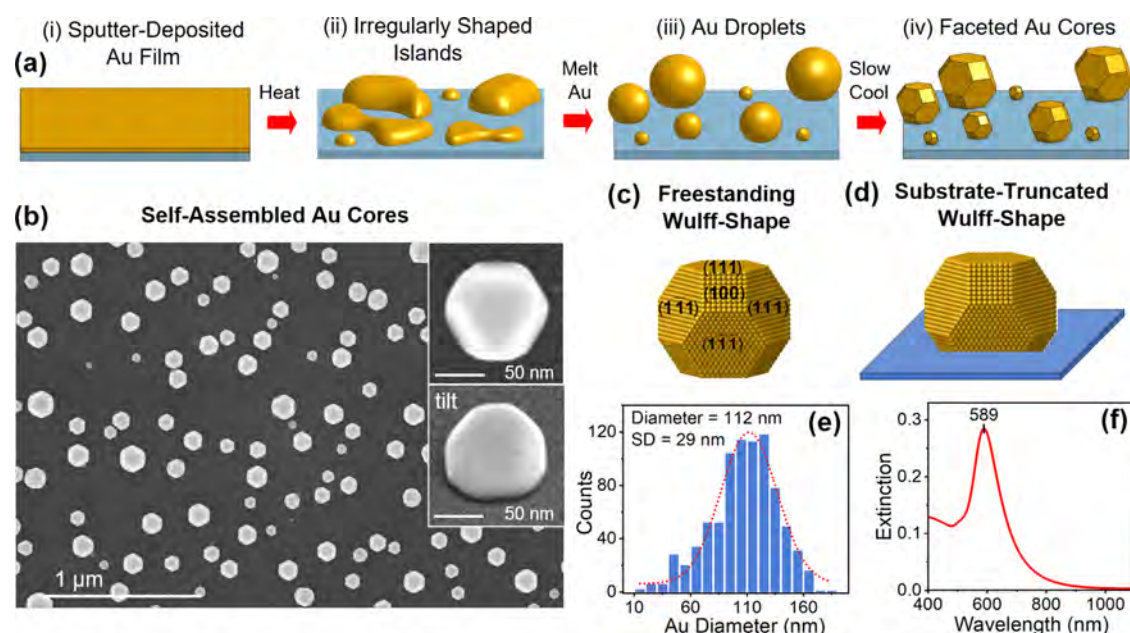 (a)
(i) Sputter-Deposited
Au Film
Heat
(ii) Irregularly Shaped
Islands
Melt
Au
(iii) Au Droplets
Slow
Cool
(iv) Faceted Au Cores
(b)
Self-Assembled Au Cores
50 nm
tilt
50 nm
1 μm
(c)
Freestanding
Wulff-Shape
(111)
(100)
(111)
(111)
(111)
(d)
Substrate-Truncated
Wulff-Shape
(e)
Diameter = 112 nm
SD = 29 nm
Counts
120
80
40
0
10
60
110
160
Au Diameter (nm)
(f)
589
Extinction
0.3
0.2
0.1
0.0
400
600
800
1000
Wavelength (nm)